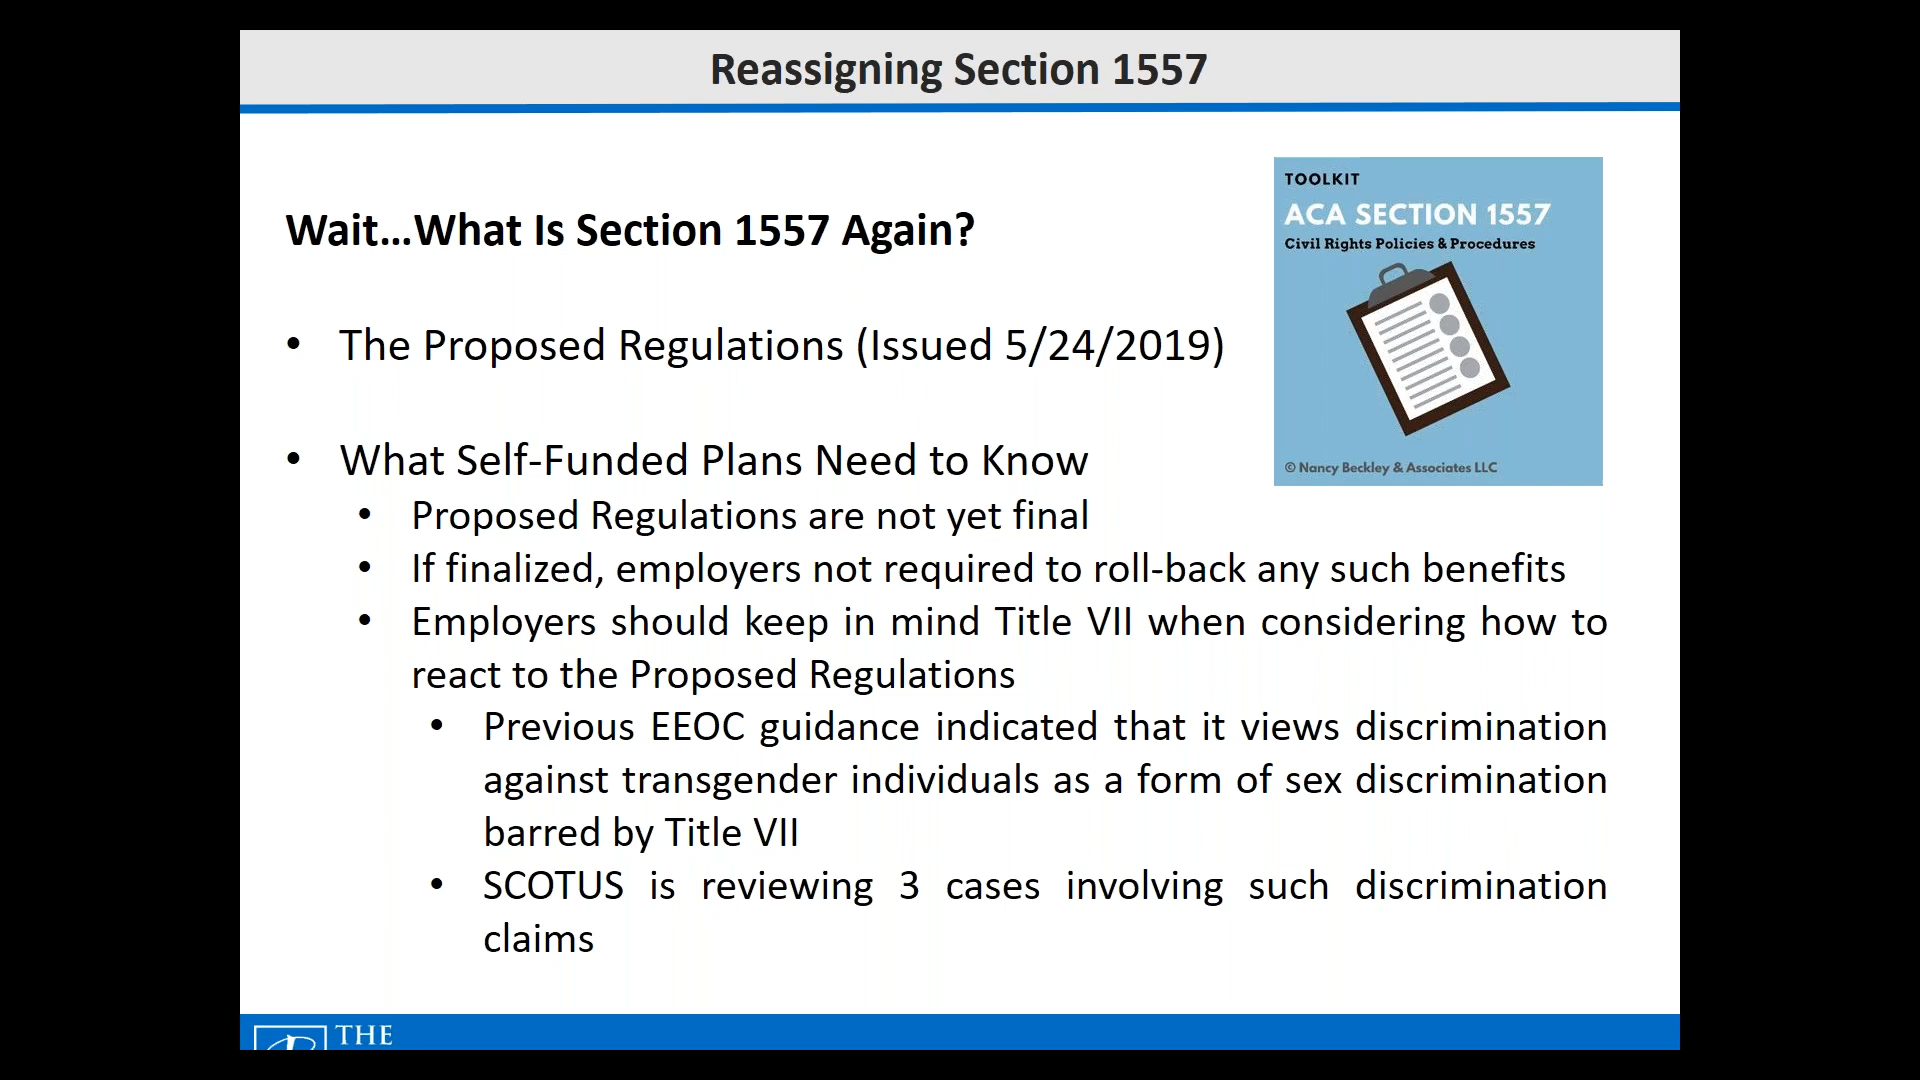 Reassigning Section 1557
TOOLKIT
ACA SECTION 1557
Civil Rights Policies & Procedures
© Nancy Beckley & Associates LLC
Wait...What Is Section 1557 Again?
• The Proposed Regulations (Issued 5/24/2019)
• What Self-Funded Plans Need to Know
• Proposed Regulations are not yet final
• If finalized, employers not required to roll-back any such benefits
• Employers should keep in mind Title VII when considering how to
react to the Proposed Regulations
• Previous EEOC guidance indicated that it views discrimination
against transgender individuals as a form of sex discrimination
barred by Title VII
• SCOTUS is reviewing 3 cases involving such discrimination
claims
THE